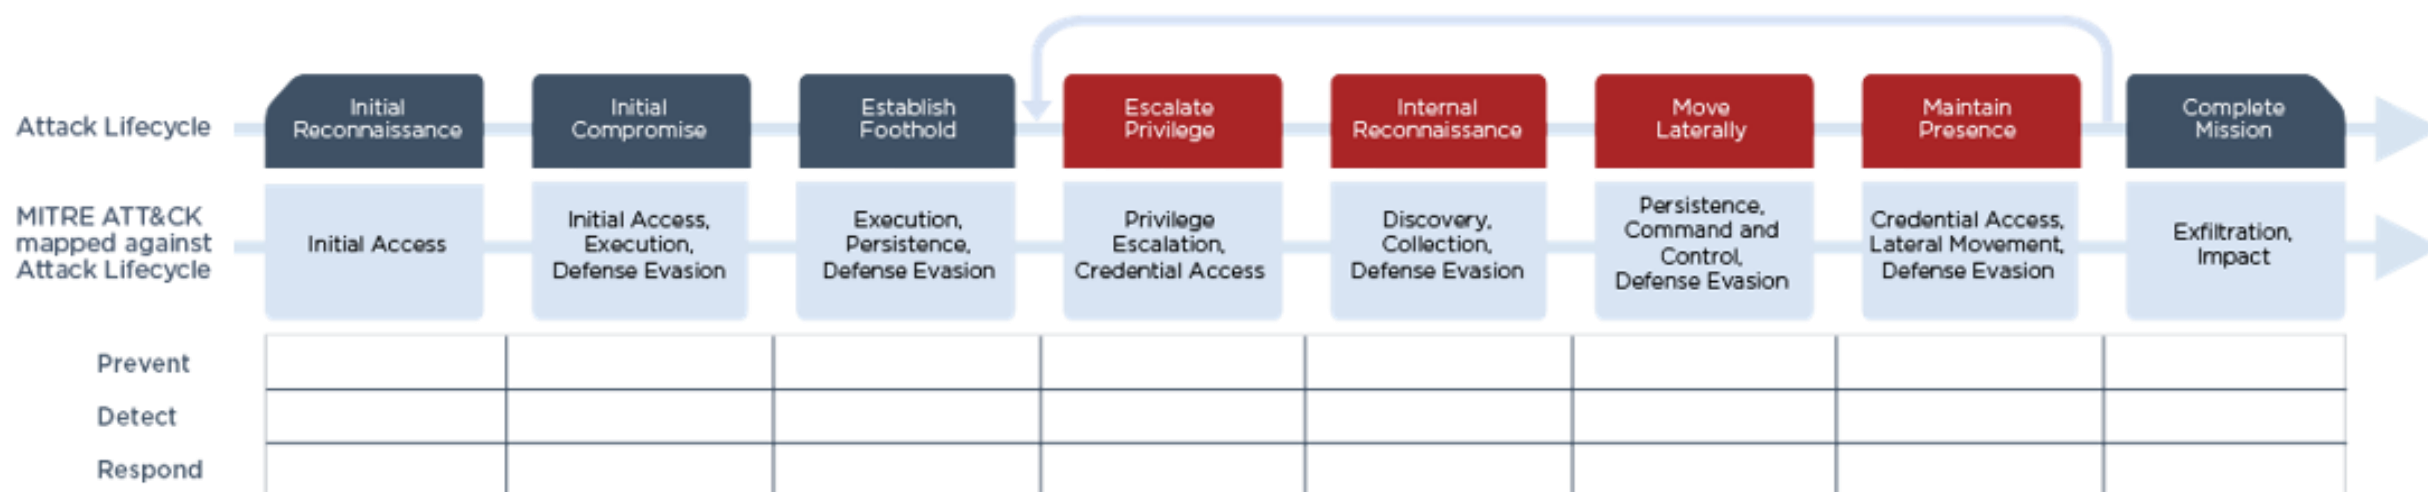 Attack Lifecycle
Initial
Reconnaissance
Initial
Compromise
Establish
Foothold
Escalate
Privilege
Internal
Reconnaissance
Move
Laterally
Maintain
Presence
Complete
Mission
MITRE ATT&CK
mapped against
Attack Lifecycle
Initial Access
Initial Access,
Execution,
Defense Evasion
Execution,
Persistence,
Defense Evasion
Privilege
Escalation,
Credential Access
Discovery,
Collection,
Defense Evasion
Persistence,
Command and
Control,
Defense Evasion
Credential Access,
Lateral Movement,
Defense Evasion
Exfiltration,
Impact
Prevent
Detect
Respond